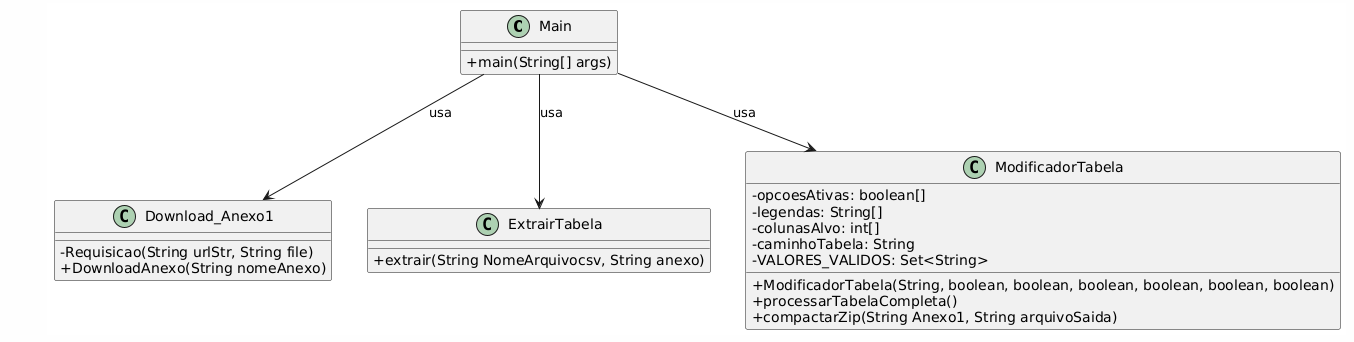 C Main
+main(String[] args)
usa
usa
usa
C Download_Anexo1
-Requisicao(String urlStr, String file)
+DownloadAnexo(String nomeAnexo)
C ExtrairTabela
+extrair(String NomeArquivocsv, String anexo)
C ModificadorTabela
-opcoesAtivas: boolean[]
-legendas: String[]
-colunasAlvo: int[]
-caminhoTabela: String
-VALORES_VALIDOS: Set<String>
+ModificadorTabela(String, boolean, boolean, boolean, boolean, boolean, boolean)
+processarTabelaCompleta()
+compactarZip(String Anexo1, String arquivoSaida)